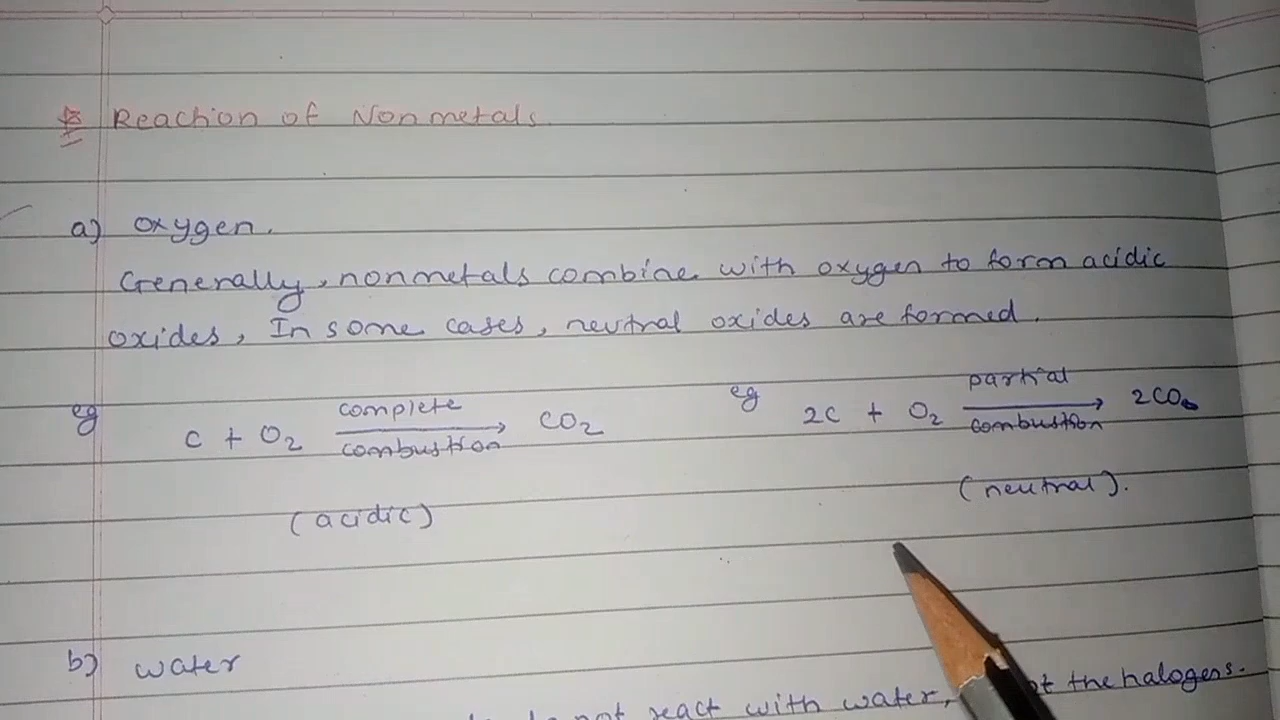 Reaction of Nonmetals.
a) oxygen.
Generally, nonmetals combine with oxygen to form acidic
oxides, In some cases, neutral oxides are formed.
eg C + O2 complete combustion → CO2 eg 2C + O2 partial combustion → 2CO
(acidic) (neutral).
b) water
not react with water, the halogens.